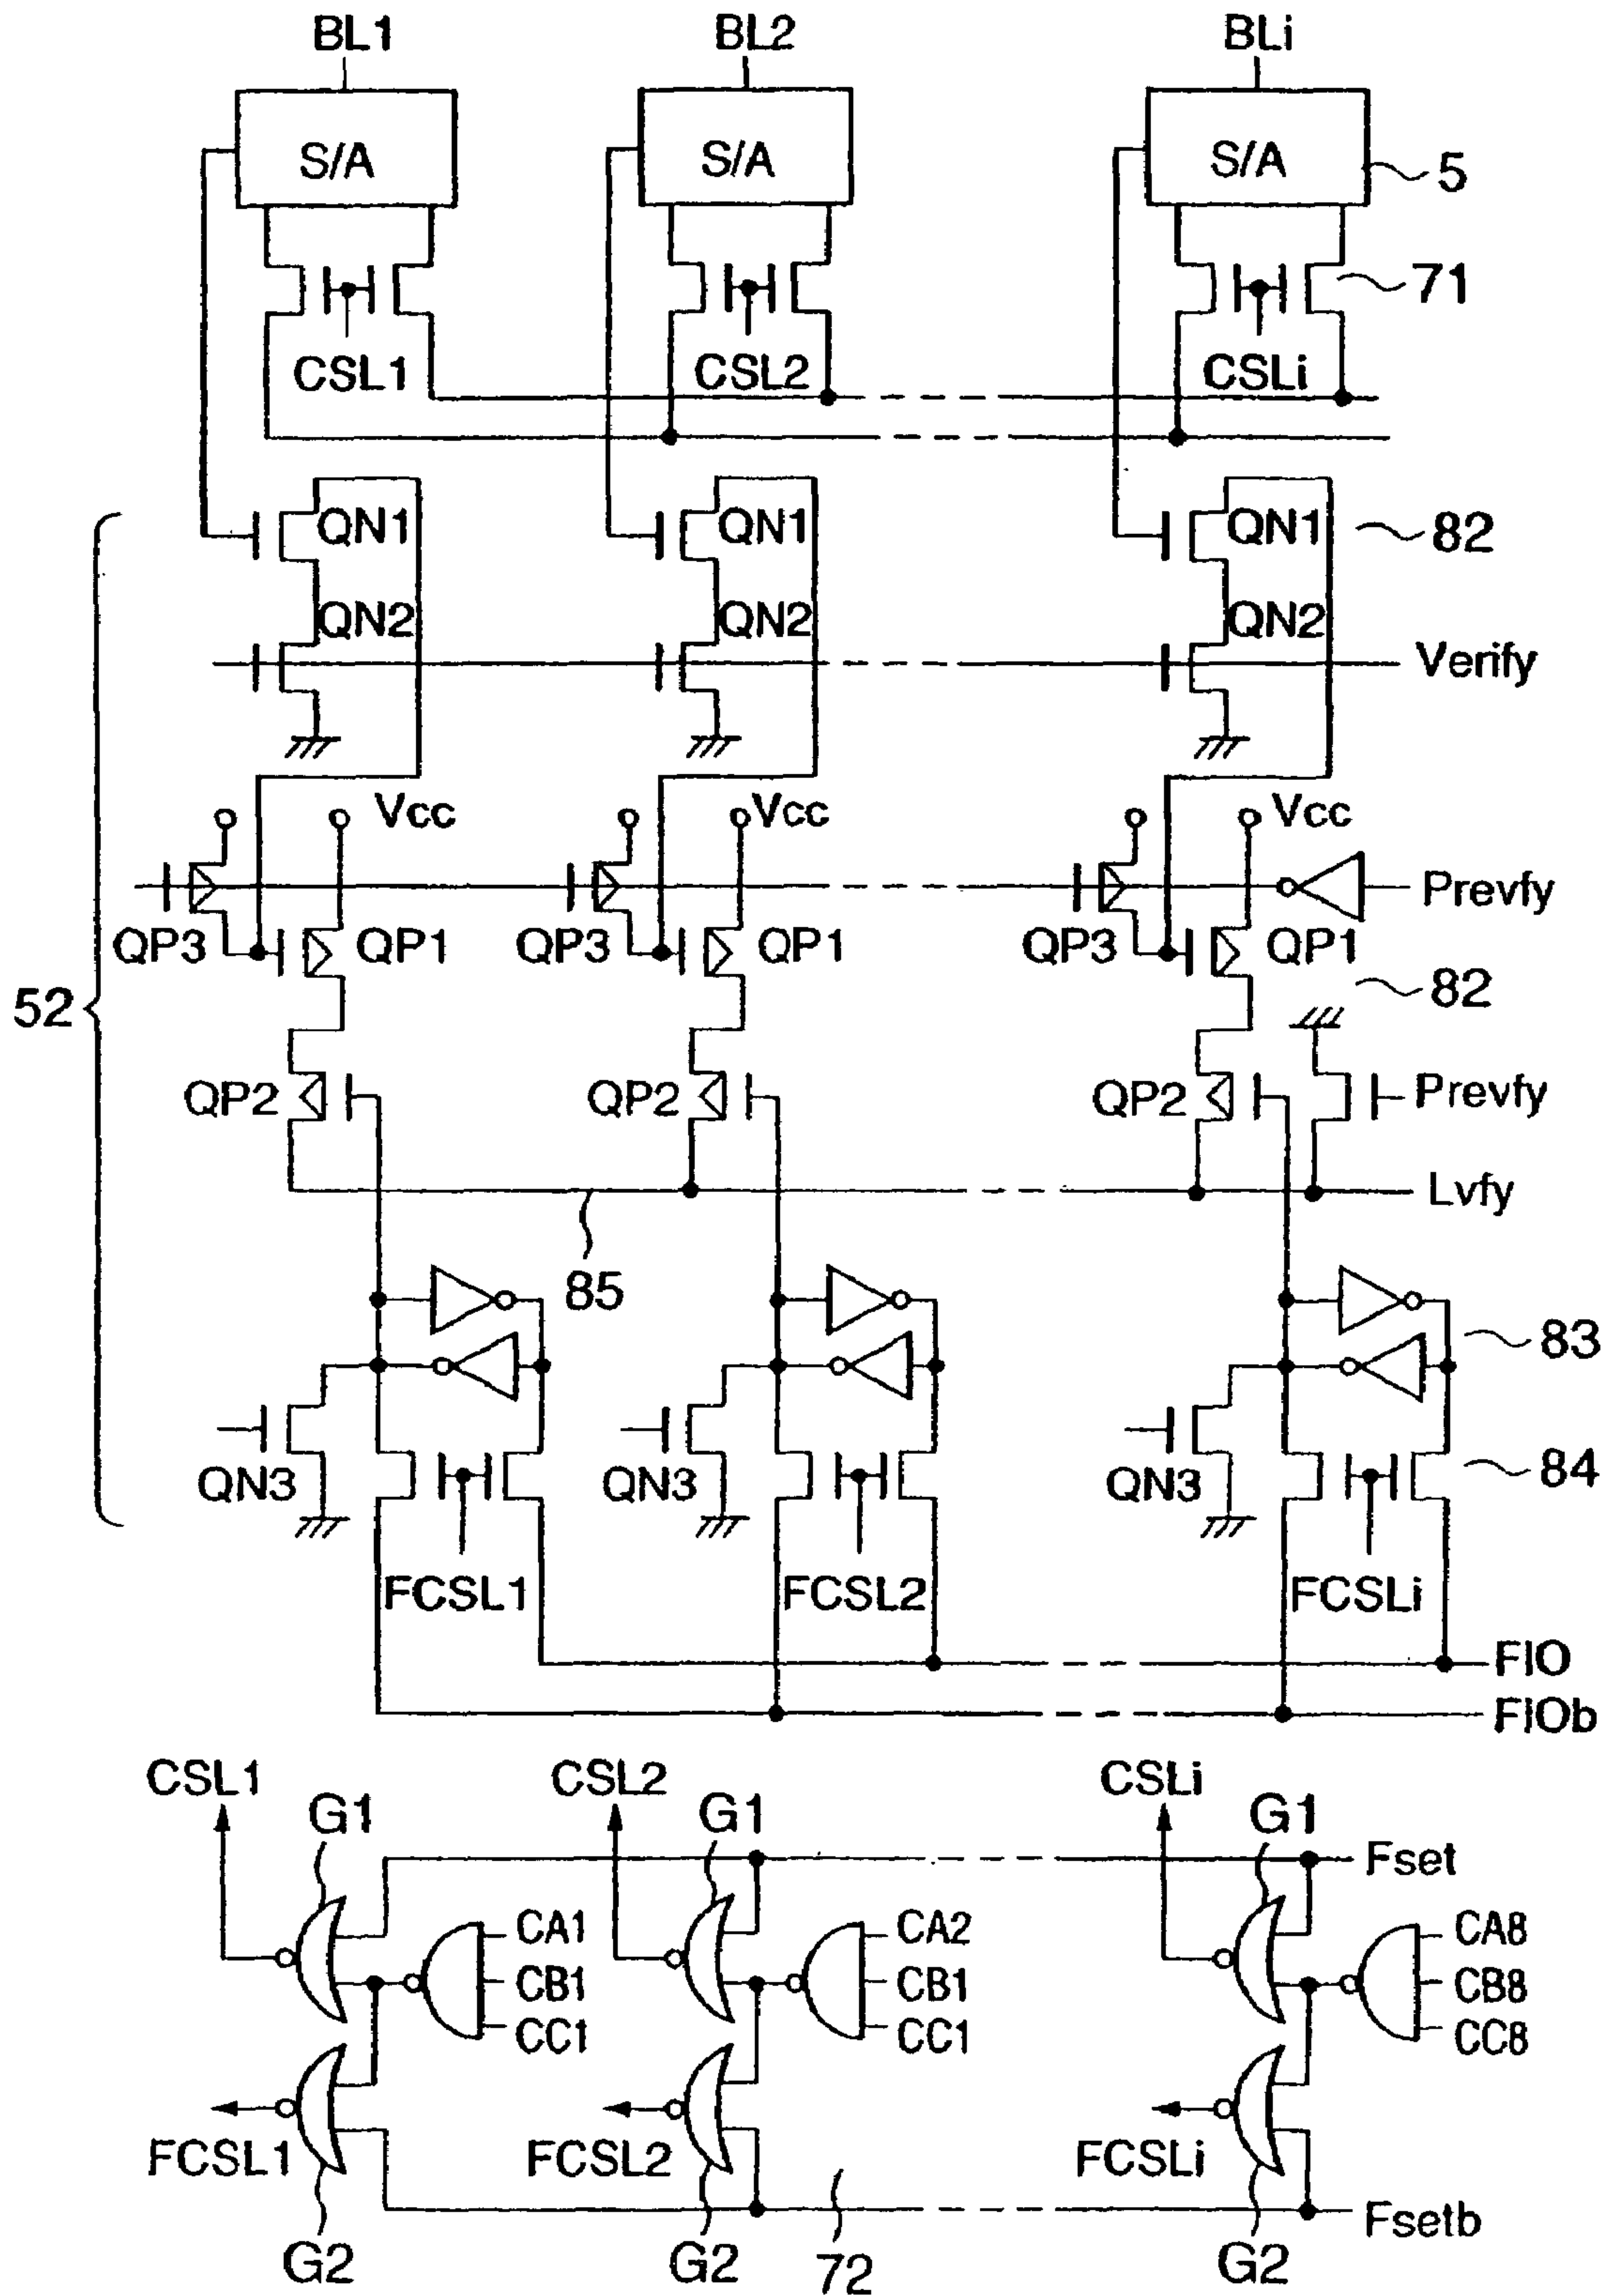 BL1 BL2 BLi
S/A S/A S/A 5
71
CSL1 CSL2 CSLi
QN1 QN1 QN1 82
QN2 QN2 QN2
Verify
Vcc Vcc Vcc
Prevfy
QP3 QP1 QP3 QP1 QP3 QP1
52 82
QP2 QP2 QP2 Prevfy
Lvfy
85
83
QN3 QN3 QN3 84
FCSL1 FCSL2 FCSLi
FIO
FIOb
CSL1 CSL2 CSLi
G1 G1 G1
Fset
CA1 CA2 CA8
CB1 CB1 CB8
CC1 CC1 CC8
FCSL1 FCSL2 FCSLi
Fsetb
G2 G2 72 G2